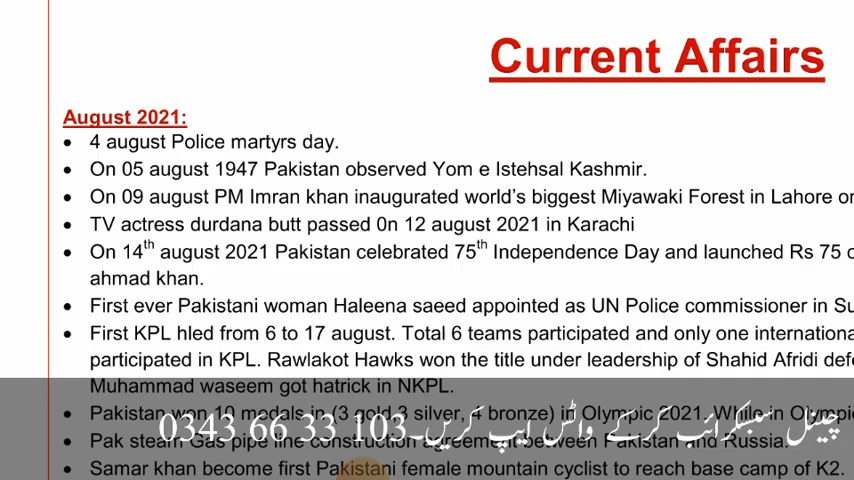 Current Affairs
August 2021:
• 4 august Police martyrs day.
• On 05 august 1947 Pakistan observed Yom e Istehsal Kashmir.
• On 09 august PM Imran khan inaugurated world's biggest Miyawaki Forest in Lahore on
• TV actress durdana butt passed 0n 12 august 2021 in Karachi
• On 14th august 2021 Pakistan celebrated 75th Independence Day and launched Rs 75
ahmad khan.
• First ever Pakistani woman Haleena saeed appointed as UN Police commissioner in Su
• First KPL hled from 6 to 17 august. Total 6 teams participated and only one internationa
participated in KPL. Rawlakot Hawks won the title under leadership of Shahid Afridi defe
Muhammad waseem got hatrick in NKPL.
• Pakistan won 10 medals in (3 gold,3 silver, 4 bronze) in Olympic 2021. While in Olympic
چینل سبسکرائب کرکے واٹس ایپ کریں۔103 33 66 0343
• Pak steam Gas pipe line construction agreement between Pakistan and Russia.
• Samar khan become first Pakistani female mountain cyclist to reach base camp of K2.